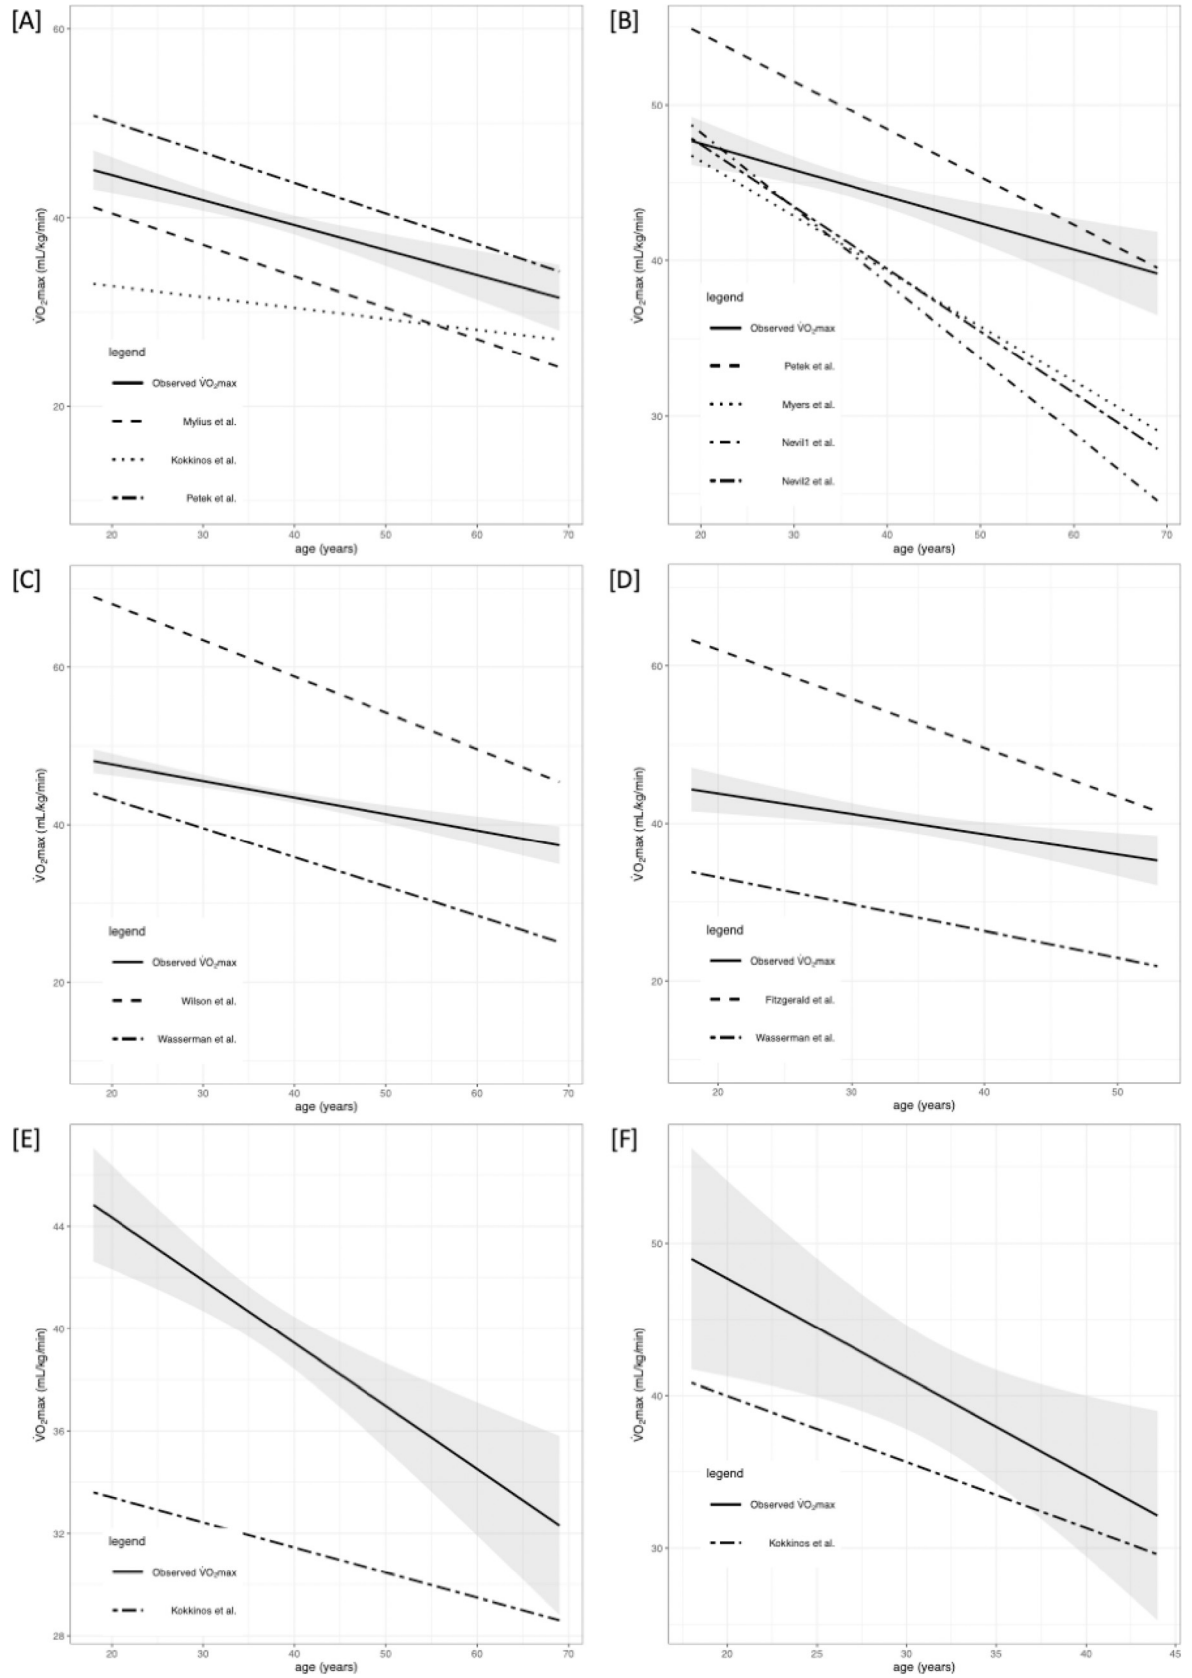 [A]
60
40
20
V̇O₂max (mL/kg/min)
legend
Observed V̇O₂max
Mylius et al.
Kokkinos et al.
Petek et al.
20 30 40 50 60 70
age (years)
[B]
50
40
30
V̇O₂max (mL/kg/min)
legend
Observed V̇O₂max
Petek et al.
Myers et al.
Nevil1 et al.
Nevil2 et al.
20 30 40 50 60 70
age (years)
[C]
60
40
20
V̇O₂max (mL/kg/min)
legend
Observed V̇O₂max
Wilson et al.
Wasserman et al.
20 30 40 50 60 70
age (years)
[D]
60
40
20
V̇O₂max (mL/kg/min)
legend
Observed V̇O₂max
Fitzgerald et al.
Wasserman et al.
20 30 40 50
age (years)
[E]
44
40
36
32
28
V̇O₂max (mL/kg/min)
legend
Observed V̇O₂max
Kokkinos et al.
20 30 40 50 60 70
age (years)
[F]
50
40
30
V̇O₂max (mL/kg/min)
legend
Observed V̇O₂max
Kokkinos et al.
20 25 30 35 40 45
age (years)